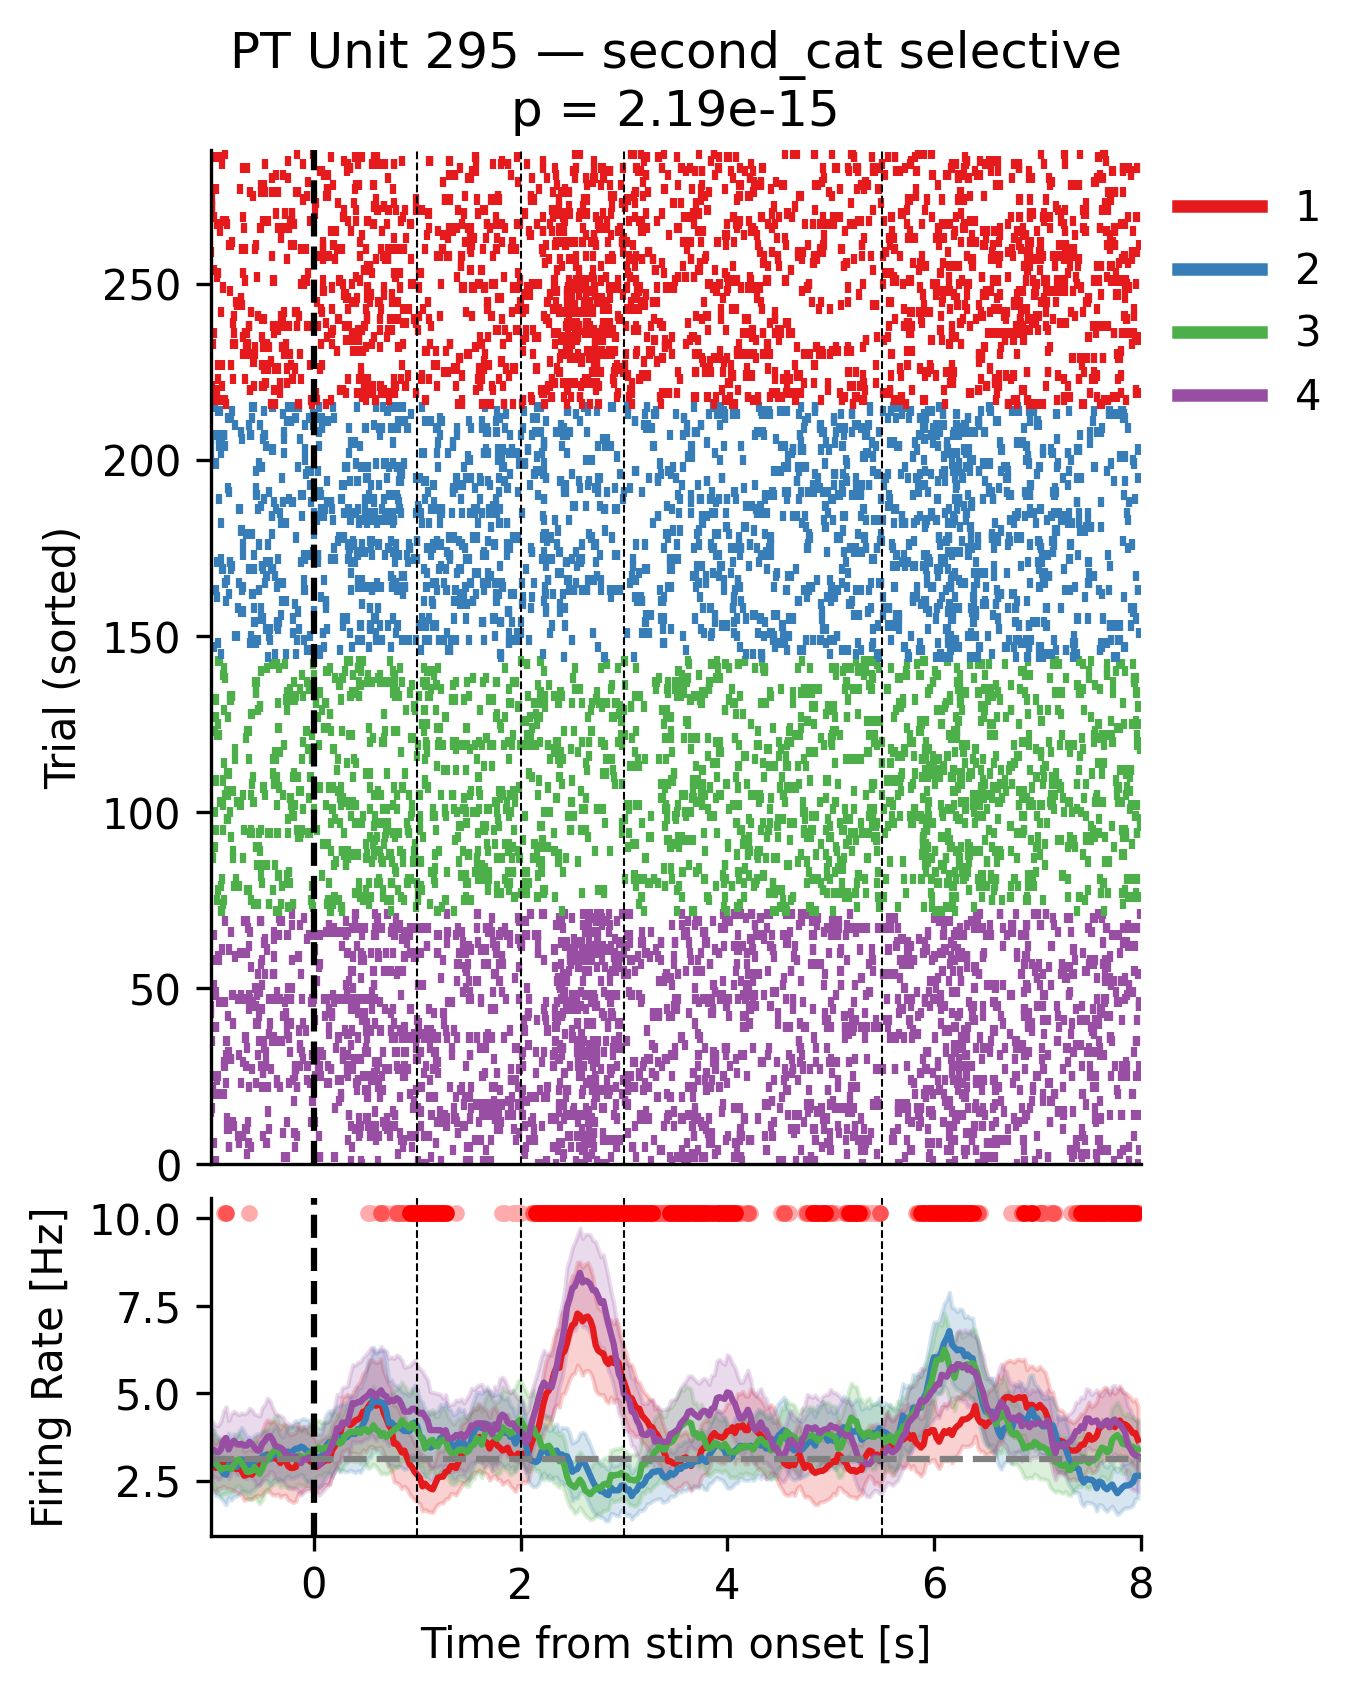 PT Unit 295 — second_cat selective
p = 2.19e-15
1
2
3
4
Trial (sorted)
250
200
150
100
50
0
Firing Rate [Hz]
10.0
7.5
5.0
2.5
0 2 4 6 8
Time from stim onset [s]